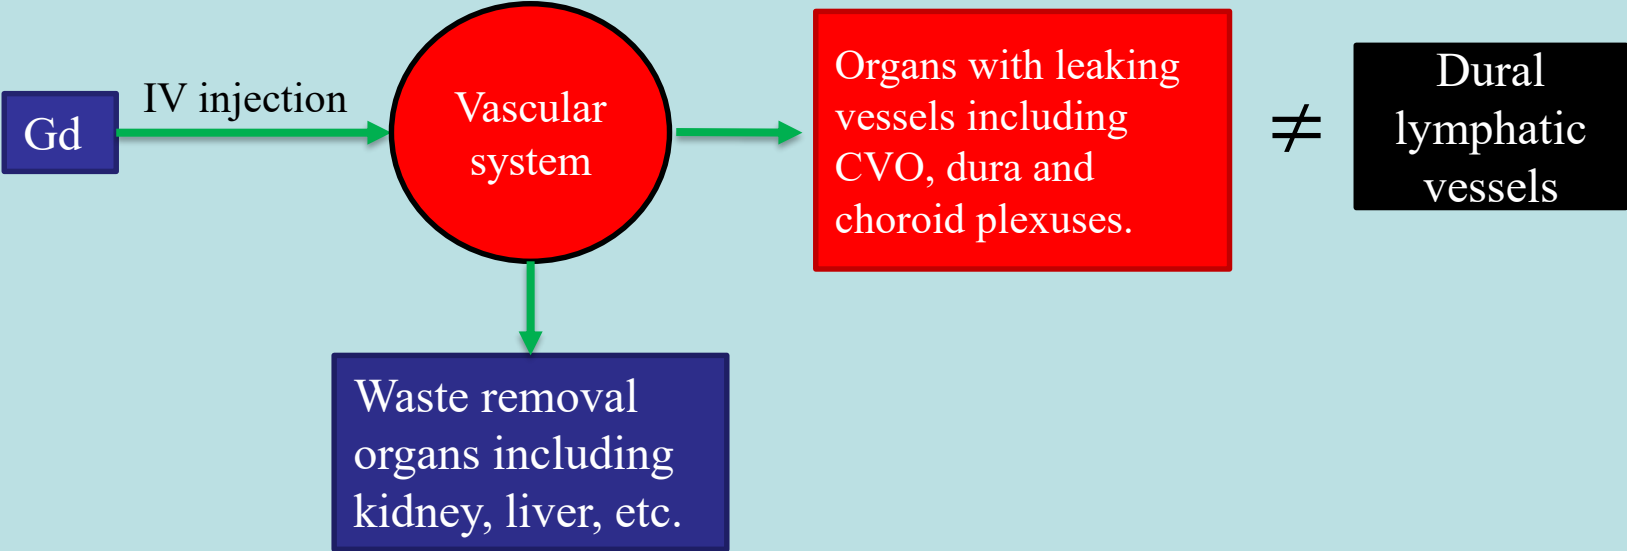 Gd
IV injection
Vascular
system
Organs with leaking
vessels including
CVO, dura and
choroid plexuses.
≠
Dural
lymphatic
vessels
Waste removal
organs including
kidney, liver, etc.